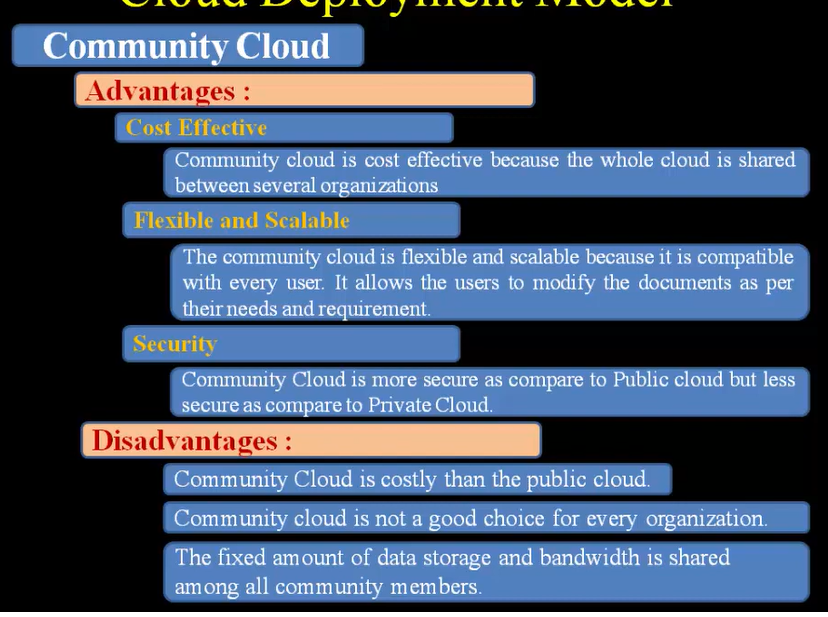 Cloud Deployment Model
Community Cloud
Advantages :
Cost Effective
Community cloud is cost effective because the whole cloud is shared
between several organizations
Flexible and Scalable
The community cloud is flexible and scalable because it is compatible
with every user. It allows the users to modify the documents as per
their needs and requirement.
Security
Community Cloud is more secure as compare to Public cloud but less
secure as compare to Private Cloud.
Disadvantages :
Community Cloud is costly than the public cloud.
Community cloud is not a good choice for every organization.
The fixed amount of data storage and bandwidth is shared
among all community members.